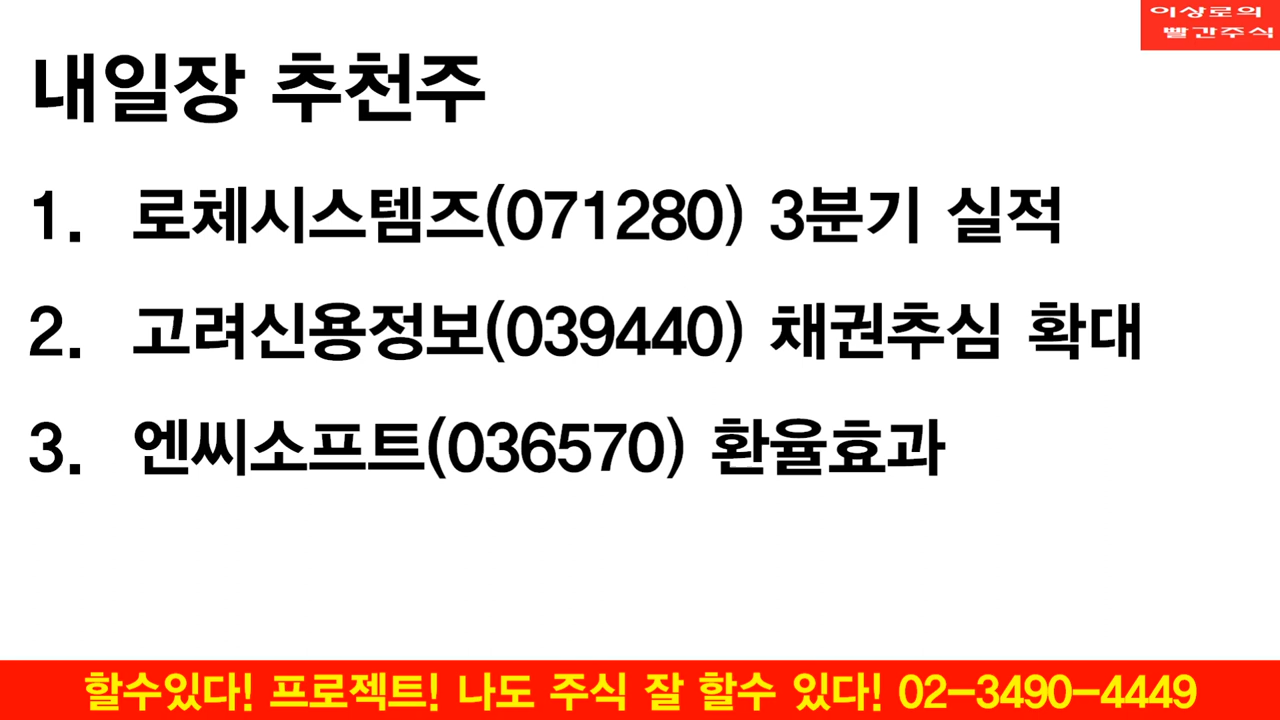 이상로의
빨간주식
내일장 추천주
1. 로체시스템즈(071280) 3분기 실적
2. 고려신용정보(039440) 채권추심 확대
3. 엔씨소프트(036570) 환율효과
할수있다! 프로젝트! 나도 주식 잘 할수 있다! 02-3490-4449